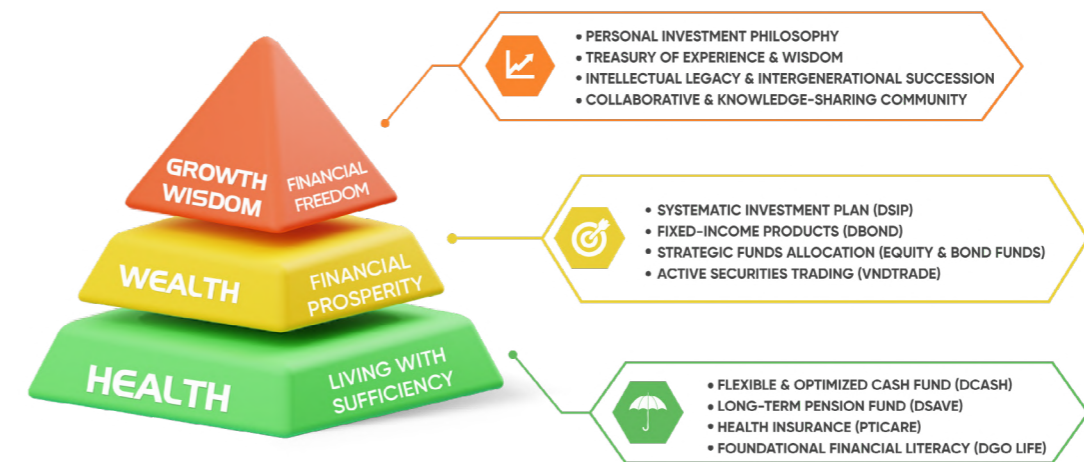 GROWTH
WISDOM
FINANCIAL
FREEDOM
• PERSONAL INVESTMENT PHILOSOPHY
• TREASURY OF EXPERIENCE & WISDOM
• INTELLECTUAL LEGACY & INTERGENERATIONAL SUCCESSION
• COLLABORATIVE & KNOWLEDGE-SHARING COMMUNITY
WEALTH
FINANCIAL
PROSPERITY
• SYSTEMATIC INVESTMENT PLAN (DSIP)
• FIXED-INCOME PRODUCTS (DBOND)
• STRATEGIC FUNDS ALLOCATION (EQUITY & BOND FUNDS)
• ACTIVE SECURITIES TRADING (VNDTRADE)
HEALTH
LIVING WITH
SUFFICIENCY
• FLEXIBLE & OPTIMIZED CASH FUND (DCASH)
• LONG-TERM PENSION FUND (DSAVE)
• HEALTH INSURANCE (PTICARE)
• FOUNDATIONAL FINANCIAL LITERACY (DGO LIFE)